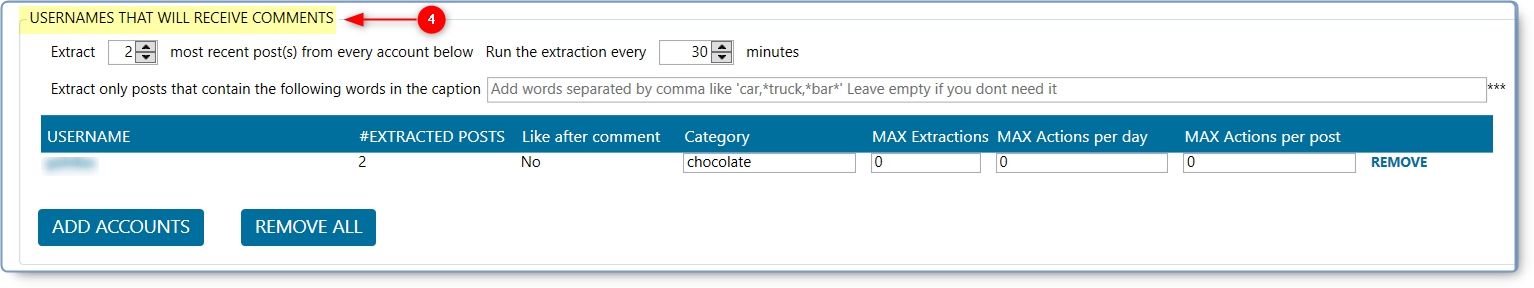 USERNAMES THAT WILL RECEIVE COMMENTS 4
Extract 2 most recent post(s) from every account below Run the extraction every 30 minutes
Extract only posts that contain the following words in the caption Add words separated by comma like 'car,*truck,*bar*' Leave empty if you dont need it ***
USERNAME #EXTRACTED POSTS Like after comment Category MAX Extractions MAX Actions per day MAX Actions per post
2 No chocolate 0 0 0 REMOVE
ADD ACCOUNTS REMOVE ALL